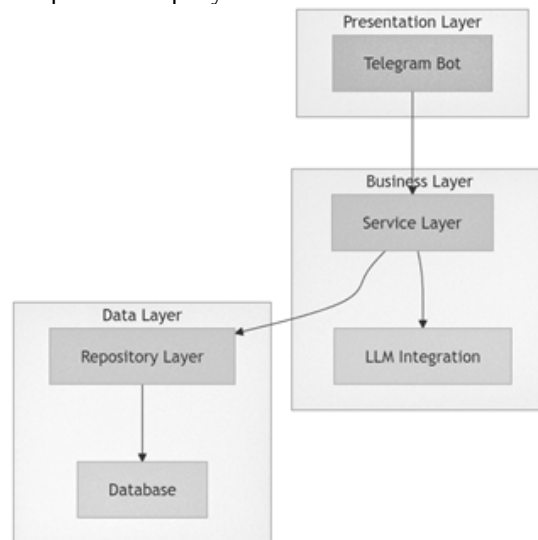 Presentation Layer
Telegram Bot
Business Layer
Service Layer
Data Layer
Repository Layer
LLM Integration
Database